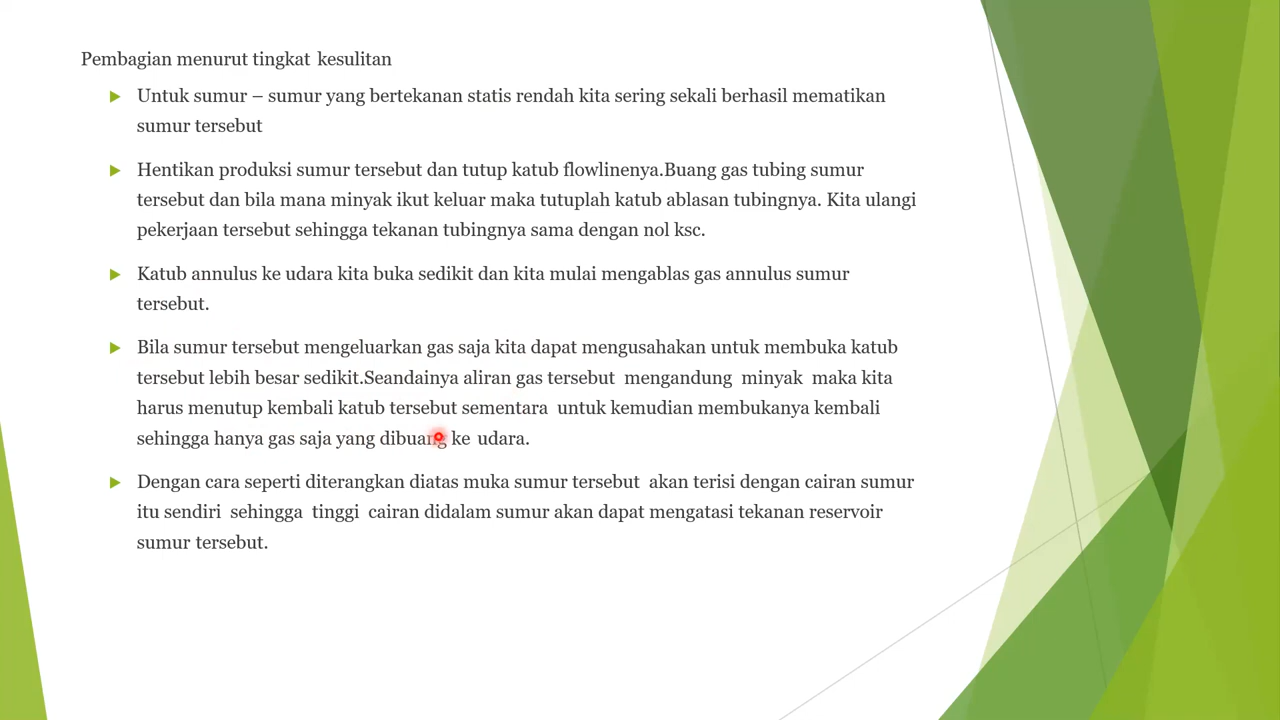 Pembagian menurut tingkat kesulitan
Untuk sumur – sumur yang bertekanan statis rendah kita sering sekali berhasil mematikan
sumur tersebut
Hentikan produksi sumur tersebut dan tutup katub flowlinenya.Buang gas tubing sumur
tersebut dan bila mana minyak ikut keluar maka tutuplah katub ablasan tubingnya. Kita ulangi
pekerjaan tersebut sehingga tekanan tubingnya sama dengan nol ksc.
Katub annulus ke udara kita buka sedikit dan kita mulai mengablas gas annulus sumur
tersebut.
Bila sumur tersebut mengeluarkan gas saja kita dapat mengusahakan untuk membuka katub
tersebut lebih besar sedikit.Seandainya aliran gas tersebut mengandung minyak maka kita
harus menutup kembali katub tersebut sementara untuk kemudian membukanya kembali
sehingga hanya gas saja yang dibuang ke udara.
Dengan cara seperti diterangkan diatas muka sumur tersebut akan terisi dengan cairan sumur
itu sendiri sehingga tinggi cairan didalam sumur akan dapat mengatasi tekanan reservoir
sumur tersebut.